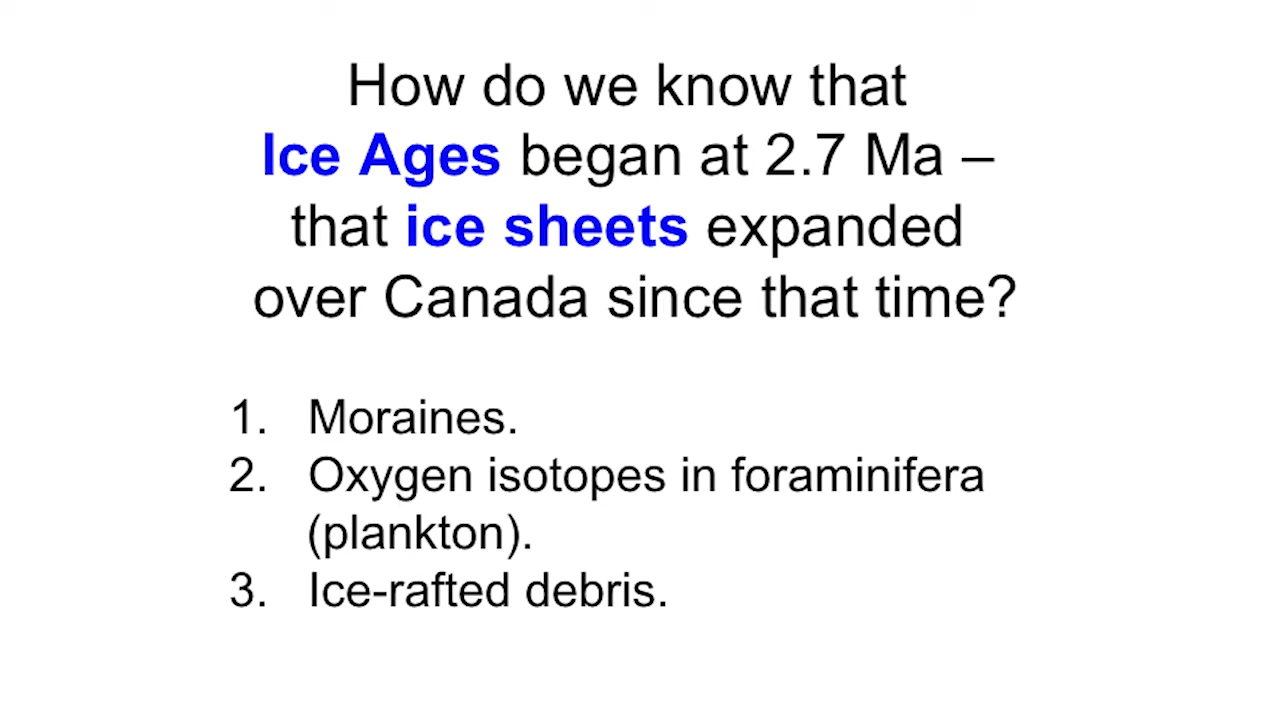 How do we know that
Ice Ages began at 2.7 Ma –
that ice sheets expanded
over Canada since that time?
1. Moraines.
2. Oxygen isotopes in foraminifera
(plankton).
3. Ice-rafted debris.